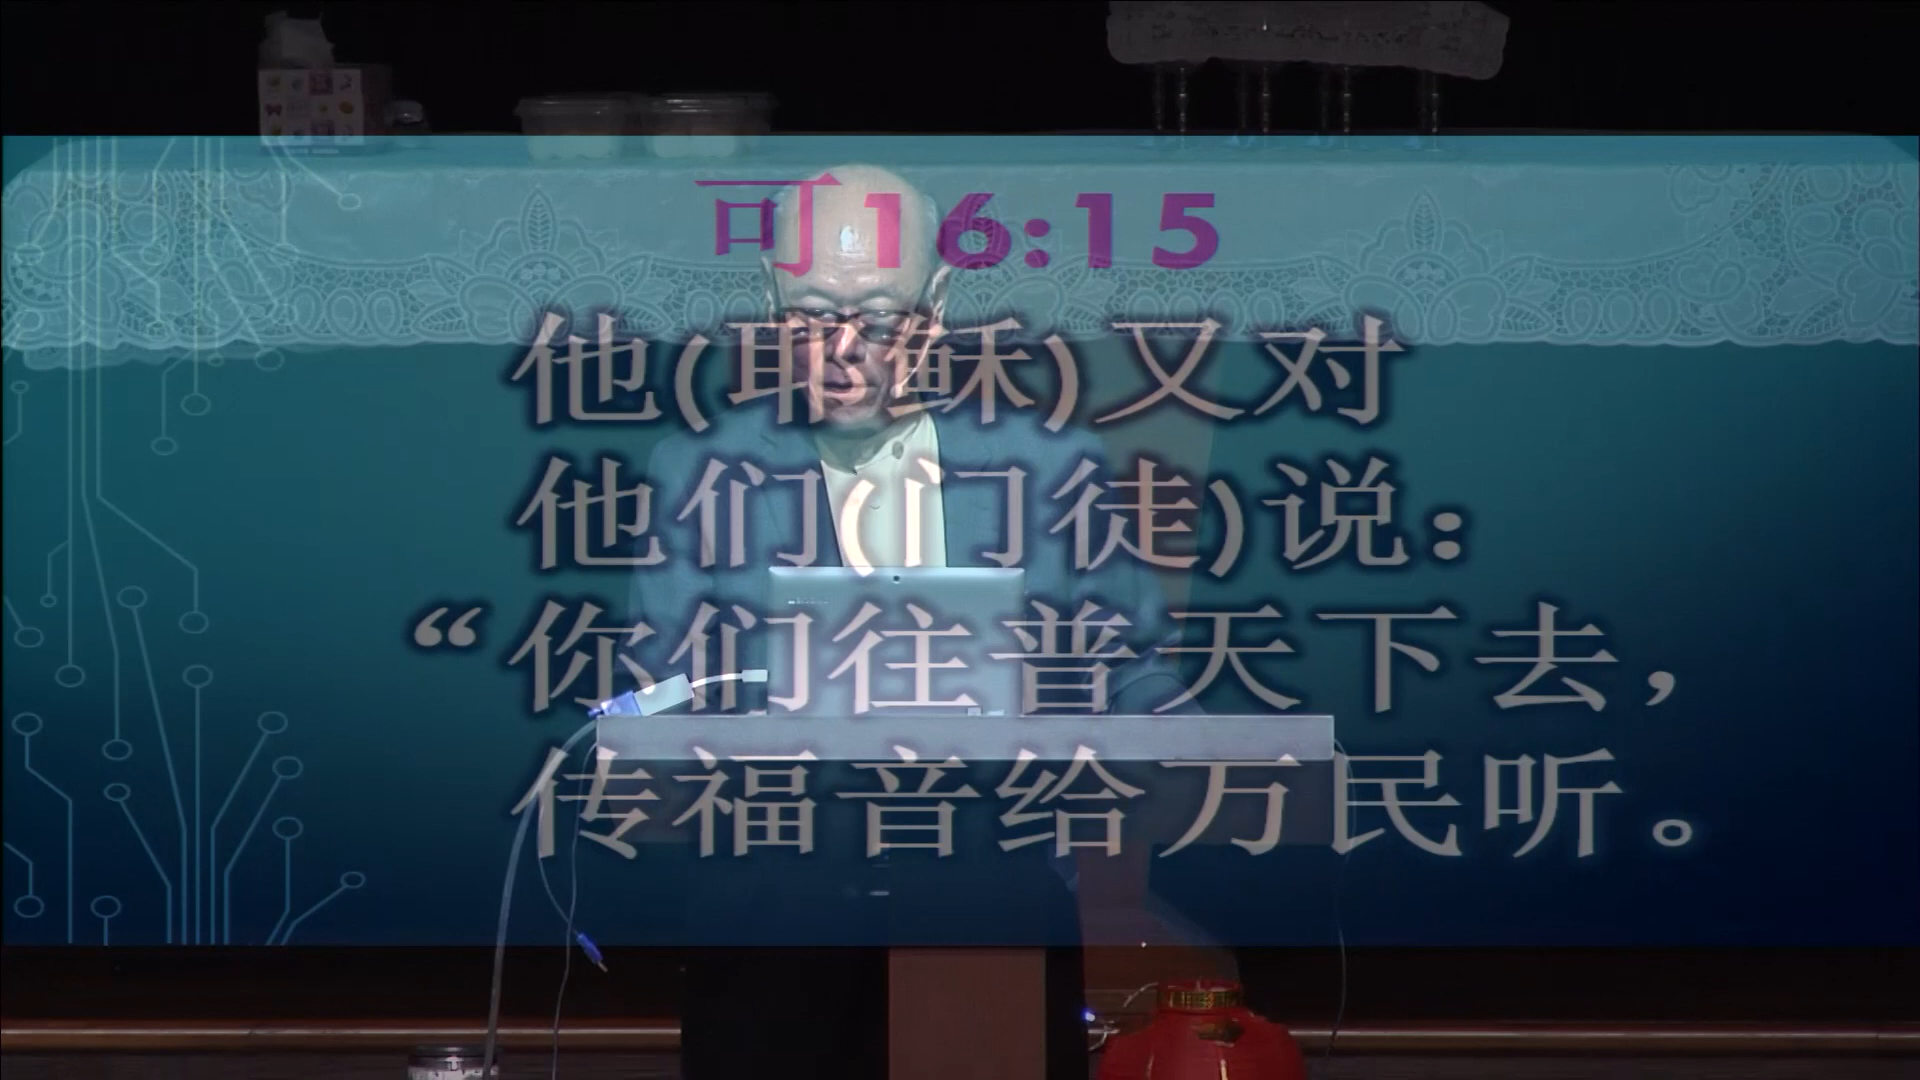 可16:15
他(耶稣)又对
他们(门徒)说：
“你们往普天下去，
传福音给万民听。